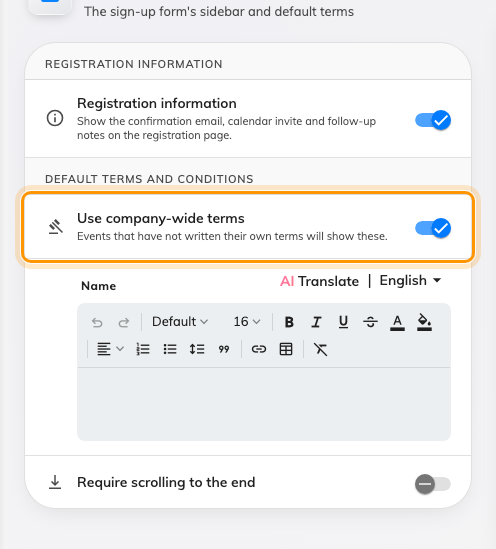 The sign-up form's sidebar and default terms
REGISTRATION INFORMATION
Registration information
Show the confirmation email, calendar invite and follow-up
notes on the registration page.
DEFAULT TERMS AND CONDITIONS
Use company-wide terms
Events that have not written their own terms will show these.
Name
AI Translate | English
Default
16
B I U S A
Require scrolling to the end